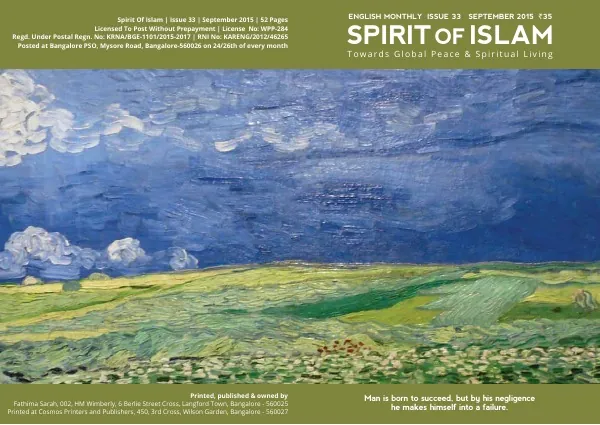 Spirit Of Islam | Issue 33 | September 2015 | 52 Pages
Licensed To Post Without Prepayment | License No: WPP-284
Regd. Under Postal Regn. No: KRNA/BGE-1101/2015-2017 | RNI No: KARENG/2012/46265
Posted at Bangalore PSO, Mysore Road, Bangalore-560026 on 24/26th of every month
ENGLISH MONTHLY ISSUE 33 SEPTEMBER 2015 ₹35
SPIRIT OF ISLAM
Towards Global Peace & Spiritual Living
Printed, published & owned by
Fathima Sarah, 002, HM Wimberly, 6 Berlie Street Cross, Langford Town, Bangalore - 560025
Printed at Cosmos Printers and Publishers, 450, 3rd Cross, Wilson Garden, Bangalore - 560027
Man is born to succeed, but by his negligence
he makes himself into a failure.